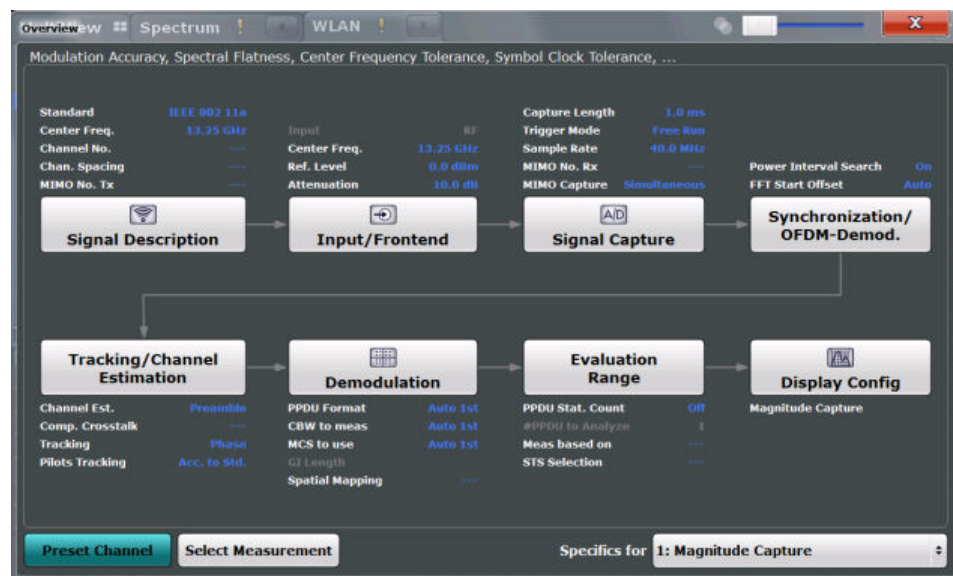 Overview Spectrum ! WLAN ! X
Modulation Accuracy, Spectral Flatness, Center Frequency Tolerance, Symbol Clock Tolerance, ...
Standard IEEE 802 11a
Center Freq. 13.25 GHz
Channel No. ---
Chan. Spacing ---
MIMO No. Tx ---
Signal Description
Input RF
Center Freq. 13.25 GHz
Ref. Level 0.0 dBm
Attenuation 10.0 dB
Input/Frontend
Capture Length 1.0 ms
Trigger Mode Free Run
Sample Rate 40.0 MHz
MIMO No. Rx ---
MIMO Capture Simultaneous
A/D
Signal Capture
Power Interval Search On
FFT Start Offset Auto
Synchronization/
OFDM-Demod.
Tracking/Channel
Estimation
Channel Est. Preamble
Comp. Crosstalk ---
Tracking Phase
Pilots Tracking Acc. to Std.
Demodulation
PPDU Format Auto 1st
CBW to meas Auto 1st
MCS to use Auto 1st
GI Length
Spatial Mapping ---
Evaluation
Range
PPDU Stat. Count Off
#PPDU to Analyze 1
Meas based on ---
STS Selection ---
Display Config
Magnitude Capture
Preset Channel Select Measurement Specifics for 1: Magnitude Capture